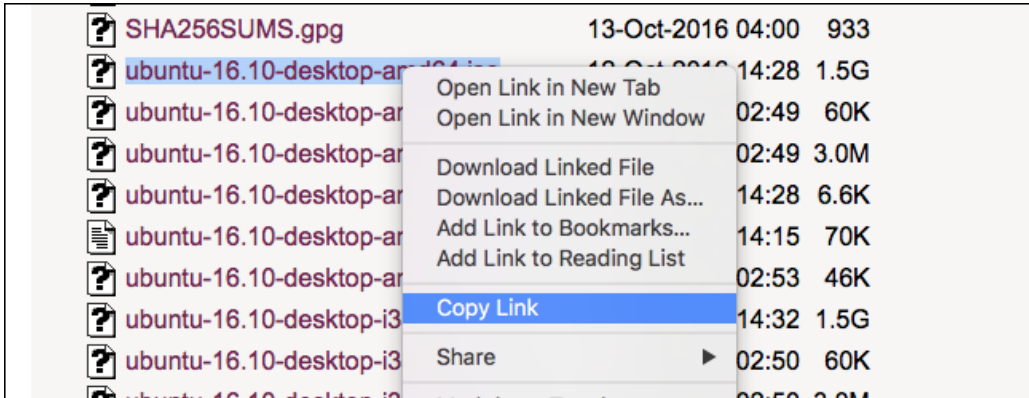 SHA256SUMS.gpg 13-Oct-2016 04:00 933
ubuntu-16.10-desktop-amd64.iso 12-Oct-2016 14:28 1.5G
Open Link in New Tab
ubuntu-16.10-desktop-ar 02:49 60K
Open Link in New Window
ubuntu-16.10-desktop-ar 02:49 3.0M
Download Linked File
ubuntu-16.10-desktop-ar 14:28 6.6K
Download Linked File As...
Add Link to Bookmarks...
ubuntu-16.10-desktop-ar 14:15 70K
Add Link to Reading List
ubuntu-16.10-desktop-ar 02:53 46K
Copy Link
ubuntu-16.10-desktop-i3 14:32 1.5G
Share
ubuntu-16.10-desktop-i3 02:50 60K